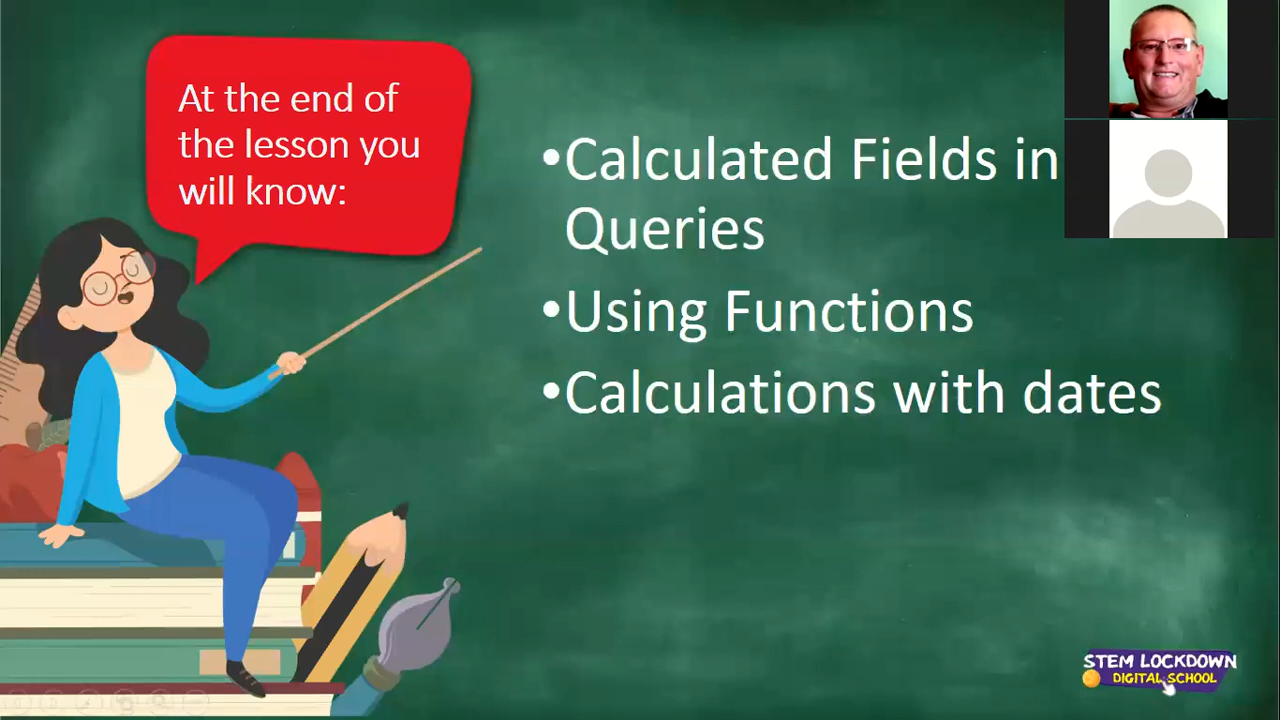 At the end of
the lesson you
will know:
•Calculated Fields in
Queries
•Using Functions
•Calculations with dates
STEM LOCKDOWN
DIGITAL SCHOOL